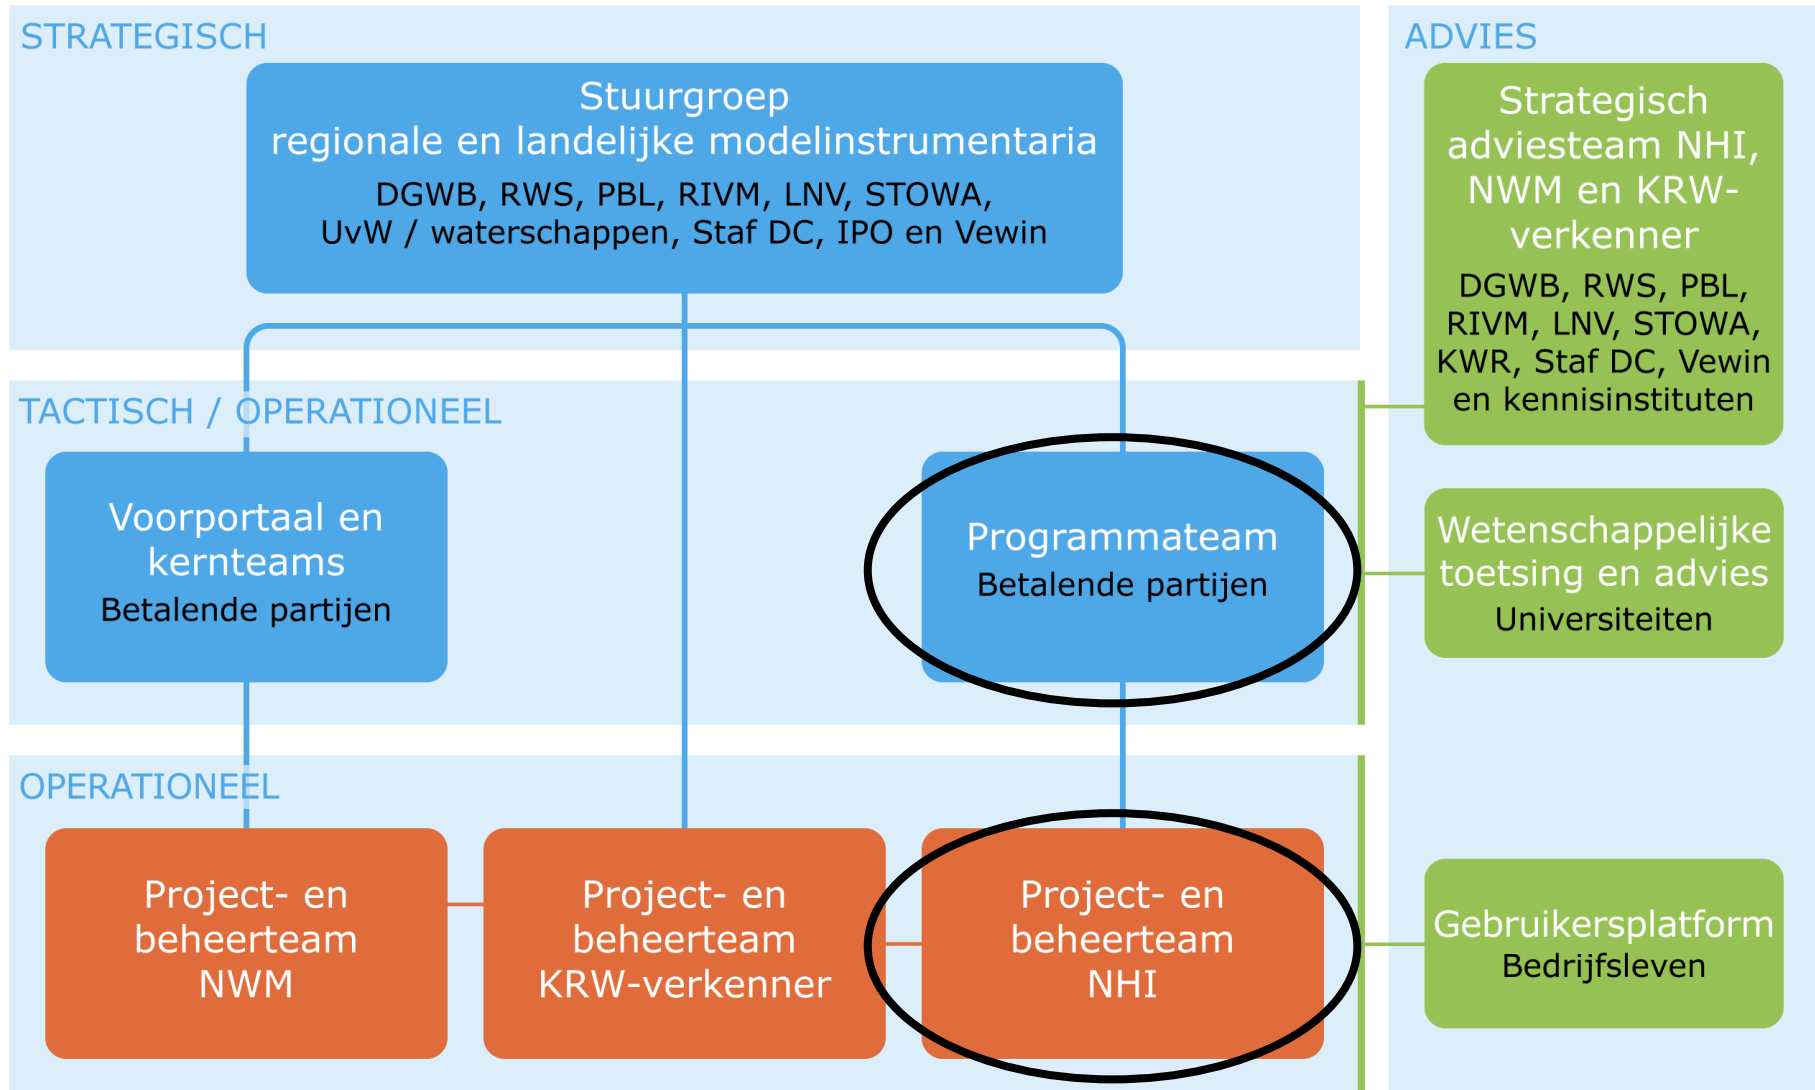 STRATEGISCH
Stuurgroep
regionale en landelijke modelinstrumentaria
DGWB, RWS, PBL, RIVM, LNV, STOWA,
UvW / waterschappen, Staf DC, IPO en Vewin
TACTISCH / OPERATIONEEL
Voorportaal en
kernteams
Betalende partijen
Programmateam
Betalende partijen
OPERATIONEEL
Project- en
beheerteam
NWM
Project- en
beheerteam
KRW-verkenner
Project- en
beheerteam
NHI
ADVIES
Strategisch
adviesteam NHI,
NWM en KRW-
verkenner
DGWB, RWS, PBL,
RIVM, LNV, STOWA,
KWR, Staf DC, Vewin
en kennisinstituten
Wetenschappelijke
toetsing en advies
Universiteiten
Gebruikersplatform
Bedrijfsleven